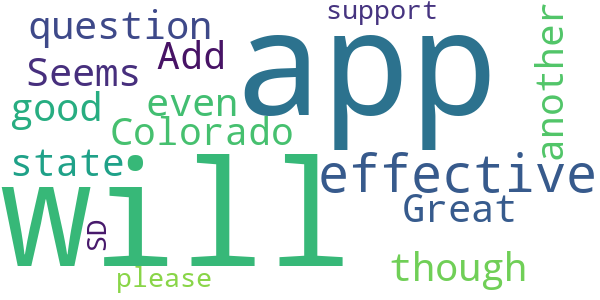 support
question
app
Add
another
Seems
good
even
Colorado
state
effective
Will
Great
SD
though
please